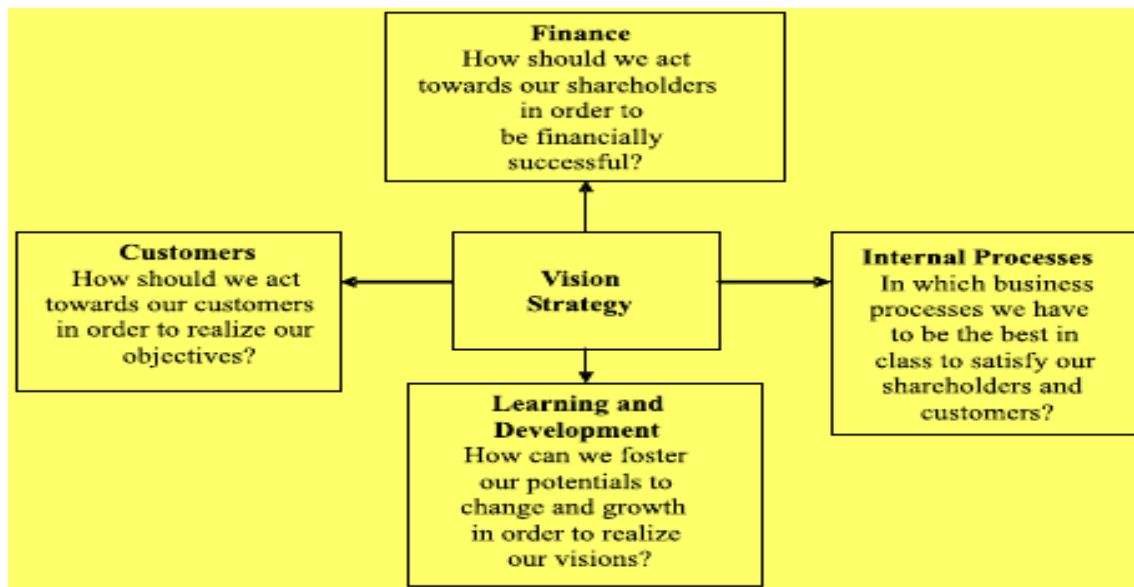 Finance
How should we act
towards our shareholders
in order to
be financially
successful?
Customers
How should we act
towards our customers
in order to realize our
objectives?
Vision
Strategy
Internal Processes
In which business
processes we have
to be the best in
class to satisfy our
shareholders and
customers?
Learning and
Development
How can we foster
our potentials to
change and growth
in order to realize
our visions?